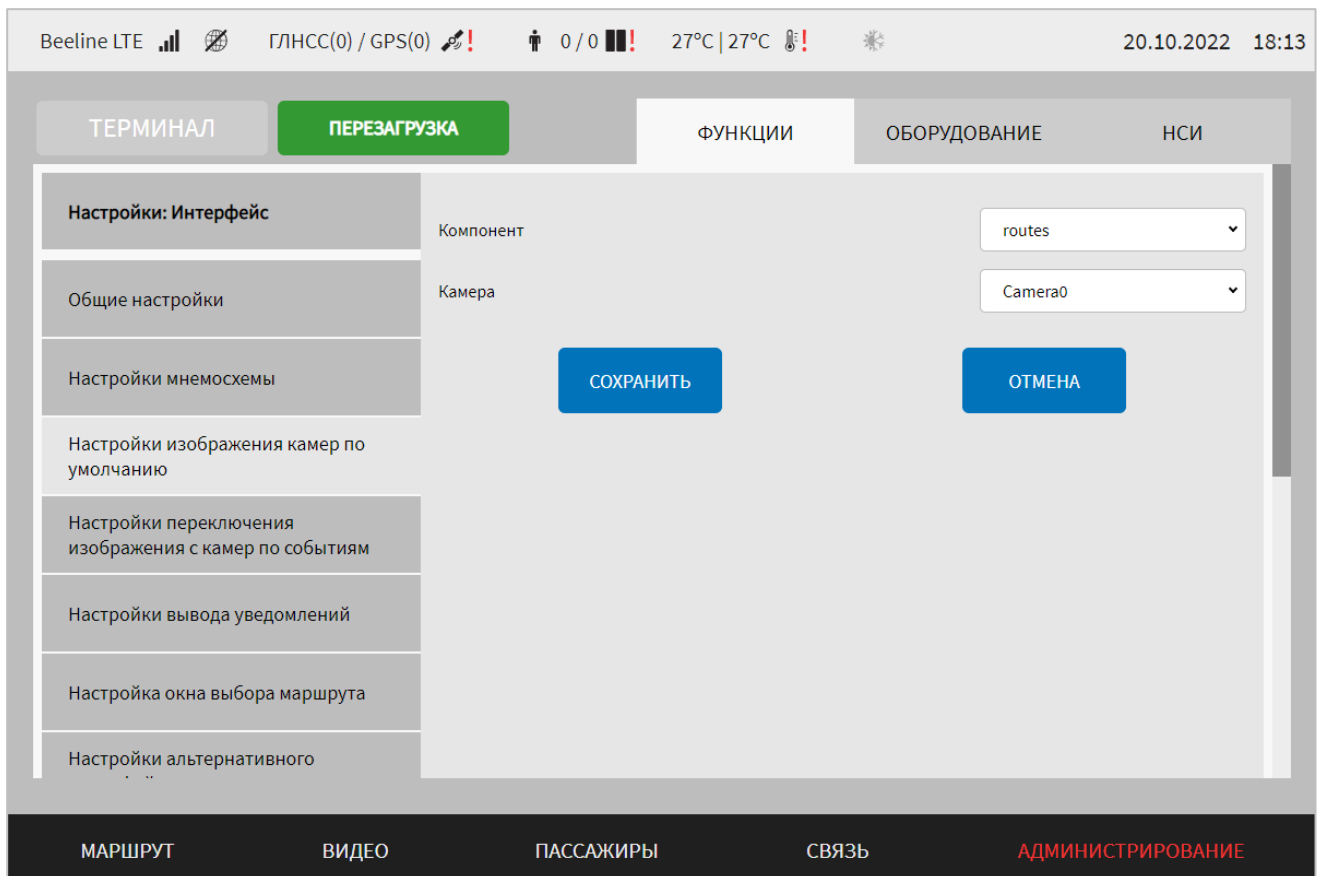 Beeline LTE ГЛНСС(0) / GPS(0) ! 0 / 0 ! 27°C | 27°C ! 20.10.2022 18:13
ТЕРМИНАЛ ПЕРЕЗАГРУЗКА ФУНКЦИИ ОБОРУДОВАНИЕ НСИ
Настройки: Интерфейс
Общие настройки
Настройки мнемосхемы
Настройки изображения камер по
умолчанию
Настройки переключения
изображения с камер по событиям
Настройки вывода уведомлений
Настройка окна выбора маршрута
Настройки альтернативного
Компонент routes
Камера Camera0
СОХРАНИТЬ ОТМЕНА
МАРШРУТ ВИДЕО ПАССАЖИРЫ СВЯЗЬ АДМИНИСТРИРОВАНИЕ